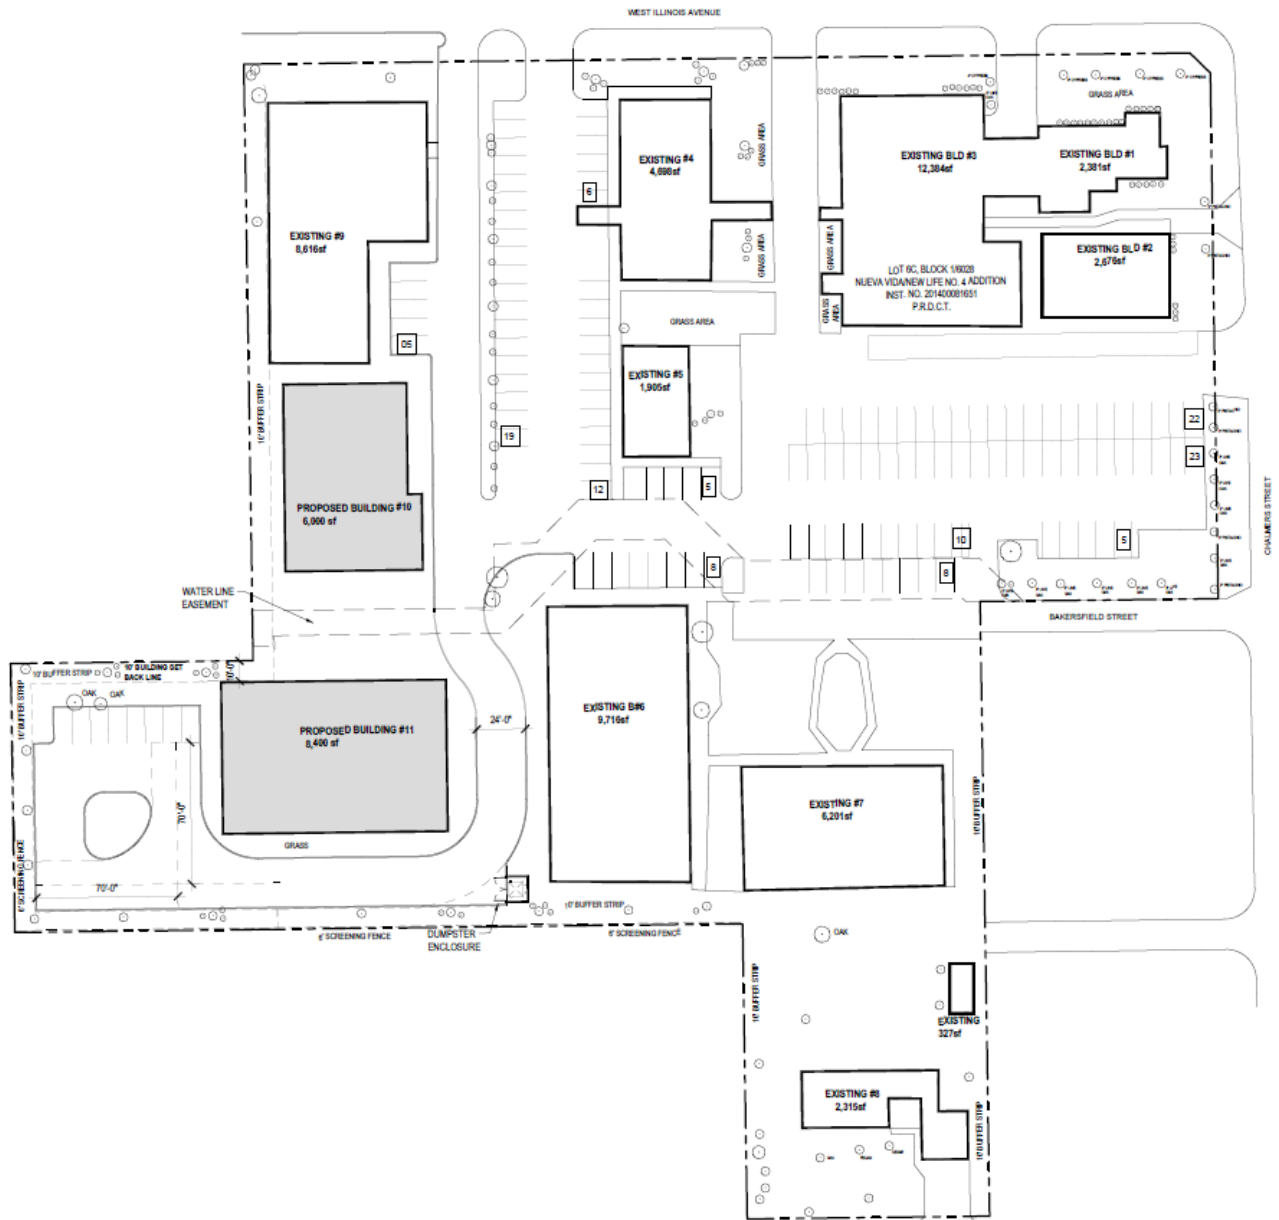 WEST ILLINOIS AVENUE
GRASS AREA
EXISTING #4
4,698sf
GRASS AREA
EXISTING BLD #3
12,384sf
EXISTING BLD #1
2,381sf
6
EXISTING #9
8,616sf
GRASS AREA
GRASS AREA
EXISTING BLD #2
2,676sf
LOT 6C, BLOCK 1/6028
NUEVA VIDA/NEW LIFE NO. 4 ADDITION
INST. NO. 201400081651
P.R.D.C.T.
GRASS AREA
GRASS AREA
05
EXISTING #5
1,905sf
10' BUFFER STRIP
19
22
23
12
5
PROPOSED BUILDING #10
6,000 sf
CHALMERS STREET
10
5
8
8
WATER LINE
EASEMENT
BAKERSFIELD STREET
10' BUFFER STRIP
10' BUILDING SET
BACK LINE
10'-0"
10' BUFFER STRIP
OAK
OAK
EXISTING B#6
9,716sf
24'-0"
PROPOSED BUILDING #11
8,400 sf
70'-0"
EXISTING #7
6,201sf
10' BUFFER STRIP
GRASS
6' SCREENING FENCE
70'-0"
10' BUFFER STRIP
6' SCREENING FENCE
DUMPSTER
ENCLOSURE
6' SCREENING FENCE
OAK
10' BUFFER STRIP
EXISTING
327sf
EXISTING #8
2,315sf
10' BUFFER STRIP